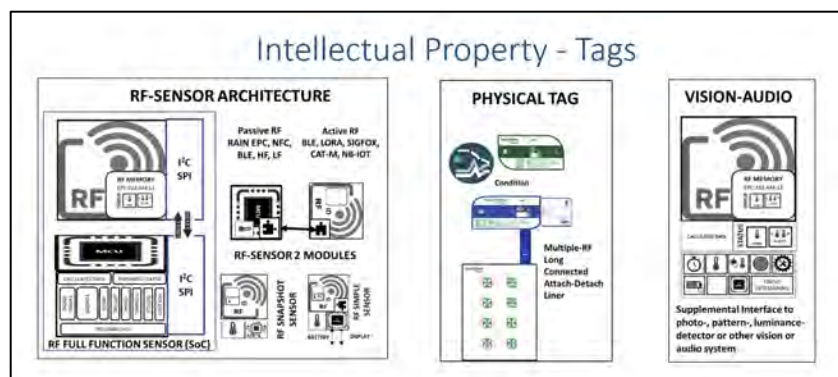 Intellectual Property - Tags
RF-SENSOR ARCHITECTURE
RF
RF MEMORY
I²C
SPI
MCU
I²C
SPI
RF FULL FUNCTION SENSOR (SoC)
Passive RF
RAIN EPC, NFC,
BLE, HF, LF
Active RF
BLE, LORA, SIGFOX,
CAT-M, NB-IOT
MCU
RF
RF-SENSOR 2 MODULES
RF
RF SNAPSHOT
SENSOR
RF
RF SIMPLE
SENSOR
BATTERY
DISPLAY
PHYSICAL TAG
Condition
Multiple-RF
Long
Connected
Attach-Detach
Liner
VISION-AUDIO
RF
RF MEMORY
STATUS
Supplemental Interface to
photo-, pattern-, luminance-
detector or other vision or
audio system